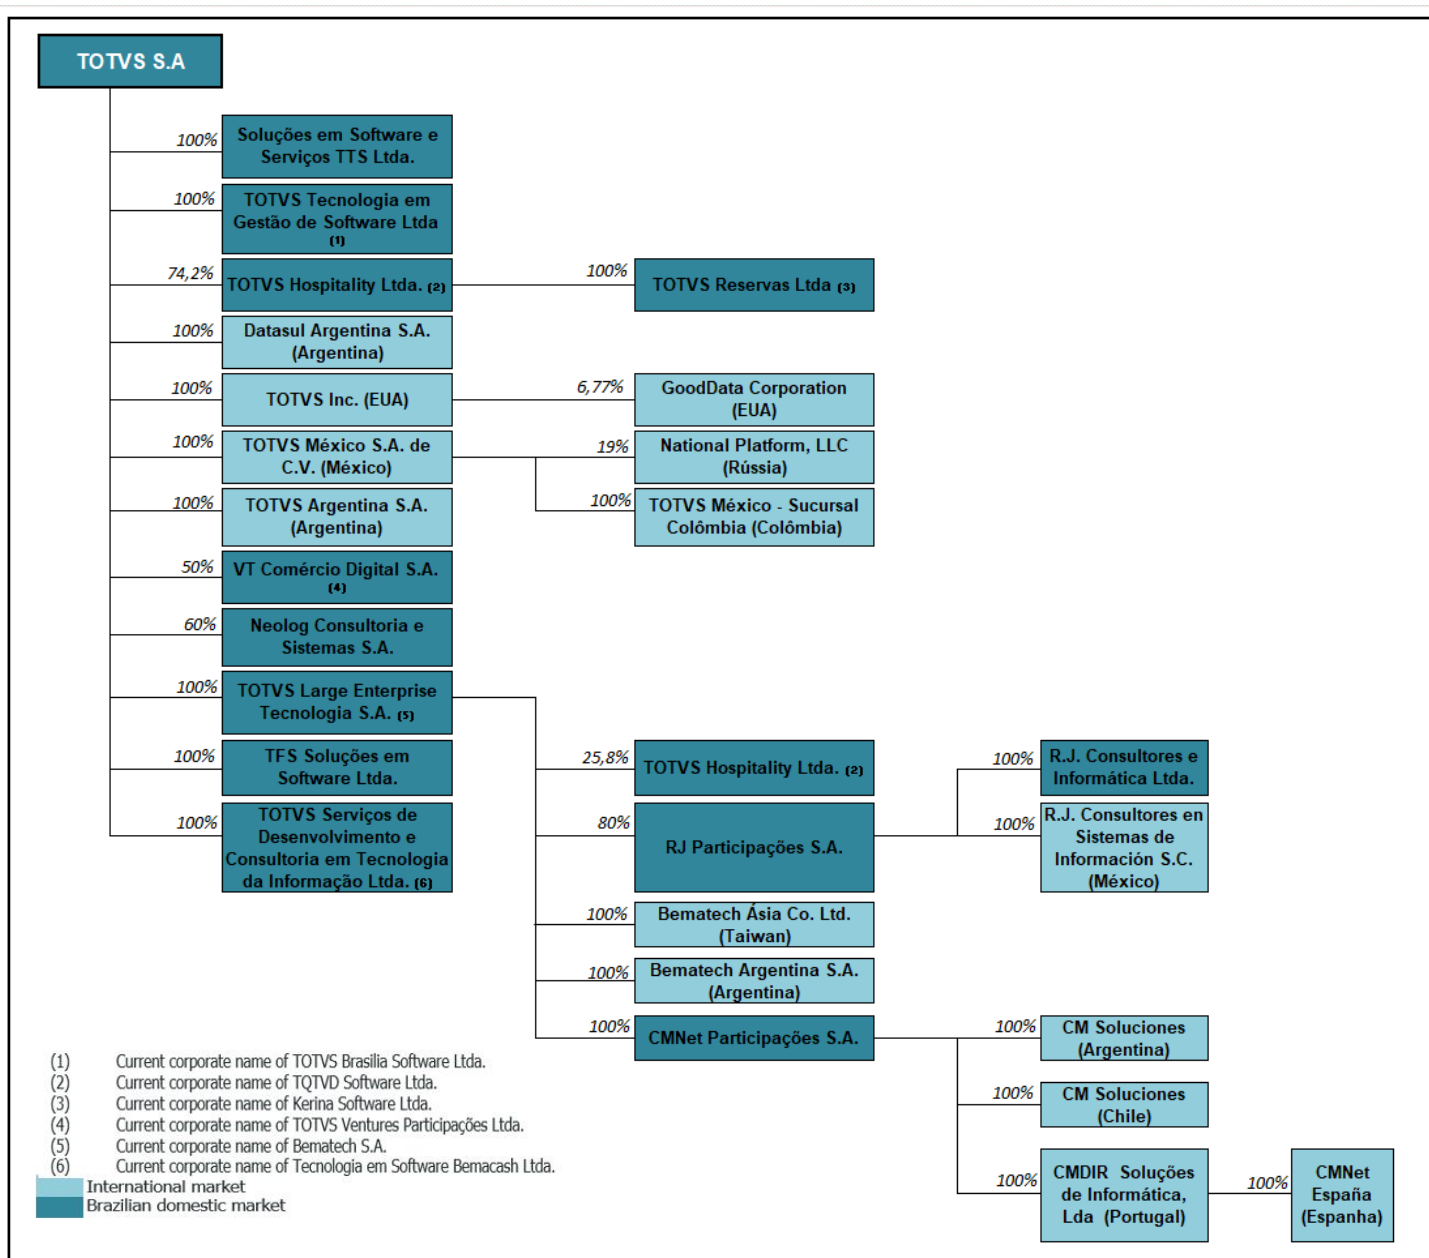 TOTVS S.A
100%
Soluções em Software e
Serviços TTS Ltda.
100%
TOTVS Tecnologia em
Gestão de Software Ltda
(1)
74,2%
TOTVS Hospitality Ltda. (2)
100%
TOTVS Reservas Ltda (3)
100%
Datasul Argentina S.A.
(Argentina)
100%
TOTVS Inc. (EUA)
6,77%
GoodData Corporation
(EUA)
100%
TOTVS México S.A. de
C.V. (México)
19%
National Platform, LLC
(Rússia)
100%
TOTVS México - Sucursal
Colômbia (Colômbia)
100%
TOTVS Argentina S.A.
(Argentina)
50%
VT Comércio Digital S.A.
(4)
60%
Neolog Consultoria e
Sistemas S.A.
100%
TOTVS Large Enterprise
Tecnologia S.A. (5)
100%
TFS Soluções em
Software Ltda.
100%
TOTVS Serviços de
Desenvolvimento e
Consultoria em Tecnologia
da Informação Ltda. (6)
25,8%
TOTVS Hospitality Ltda. (2)
80%
RJ Participações S.A.
100%
R.J. Consultores e
Informática Ltda.
100%
R.J. Consultores en
Sistemas de
Información S.C.
(México)
100%
Bematech Ásia Co. Ltd.
(Taiwan)
100%
Bematech Argentina S.A.
(Argentina)
100%
CMNet Participações S.A.
100%
CM Soluciones
(Argentina)
100%
CM Soluciones
(Chile)
100%
CMDIR Soluções
de Informática,
Lda (Portugal)
100%
CMNet
España
(Espanha)
(1) Current corporate name of TOTVS Brasilia Software Ltda.
(2) Current corporate name of TQTVD Software Ltda.
(3) Current corporate name of Kerina Software Ltda.
(4) Current corporate name of TOTVS Ventures Participações Ltda.
(5) Current corporate name of Bematech S.A.
(6) Current corporate name of Tecnologia em Software Bemacash Ltda.
International market
Brazilian domestic market